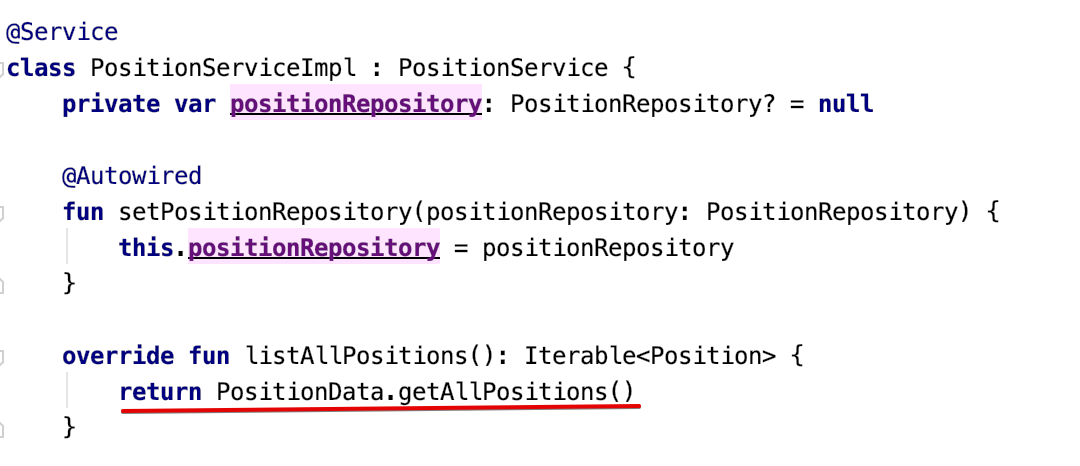 @Service
class PositionServiceImpl : PositionService {
    private var positionRepository: PositionRepository? = null

    @Autowired
    fun setPositionRepository(positionRepository: PositionRepository) {
        this.positionRepository = positionRepository
    }

    override fun listAllPositions(): Iterable<Position> {
        return PositionData.getAllPositions()
    }